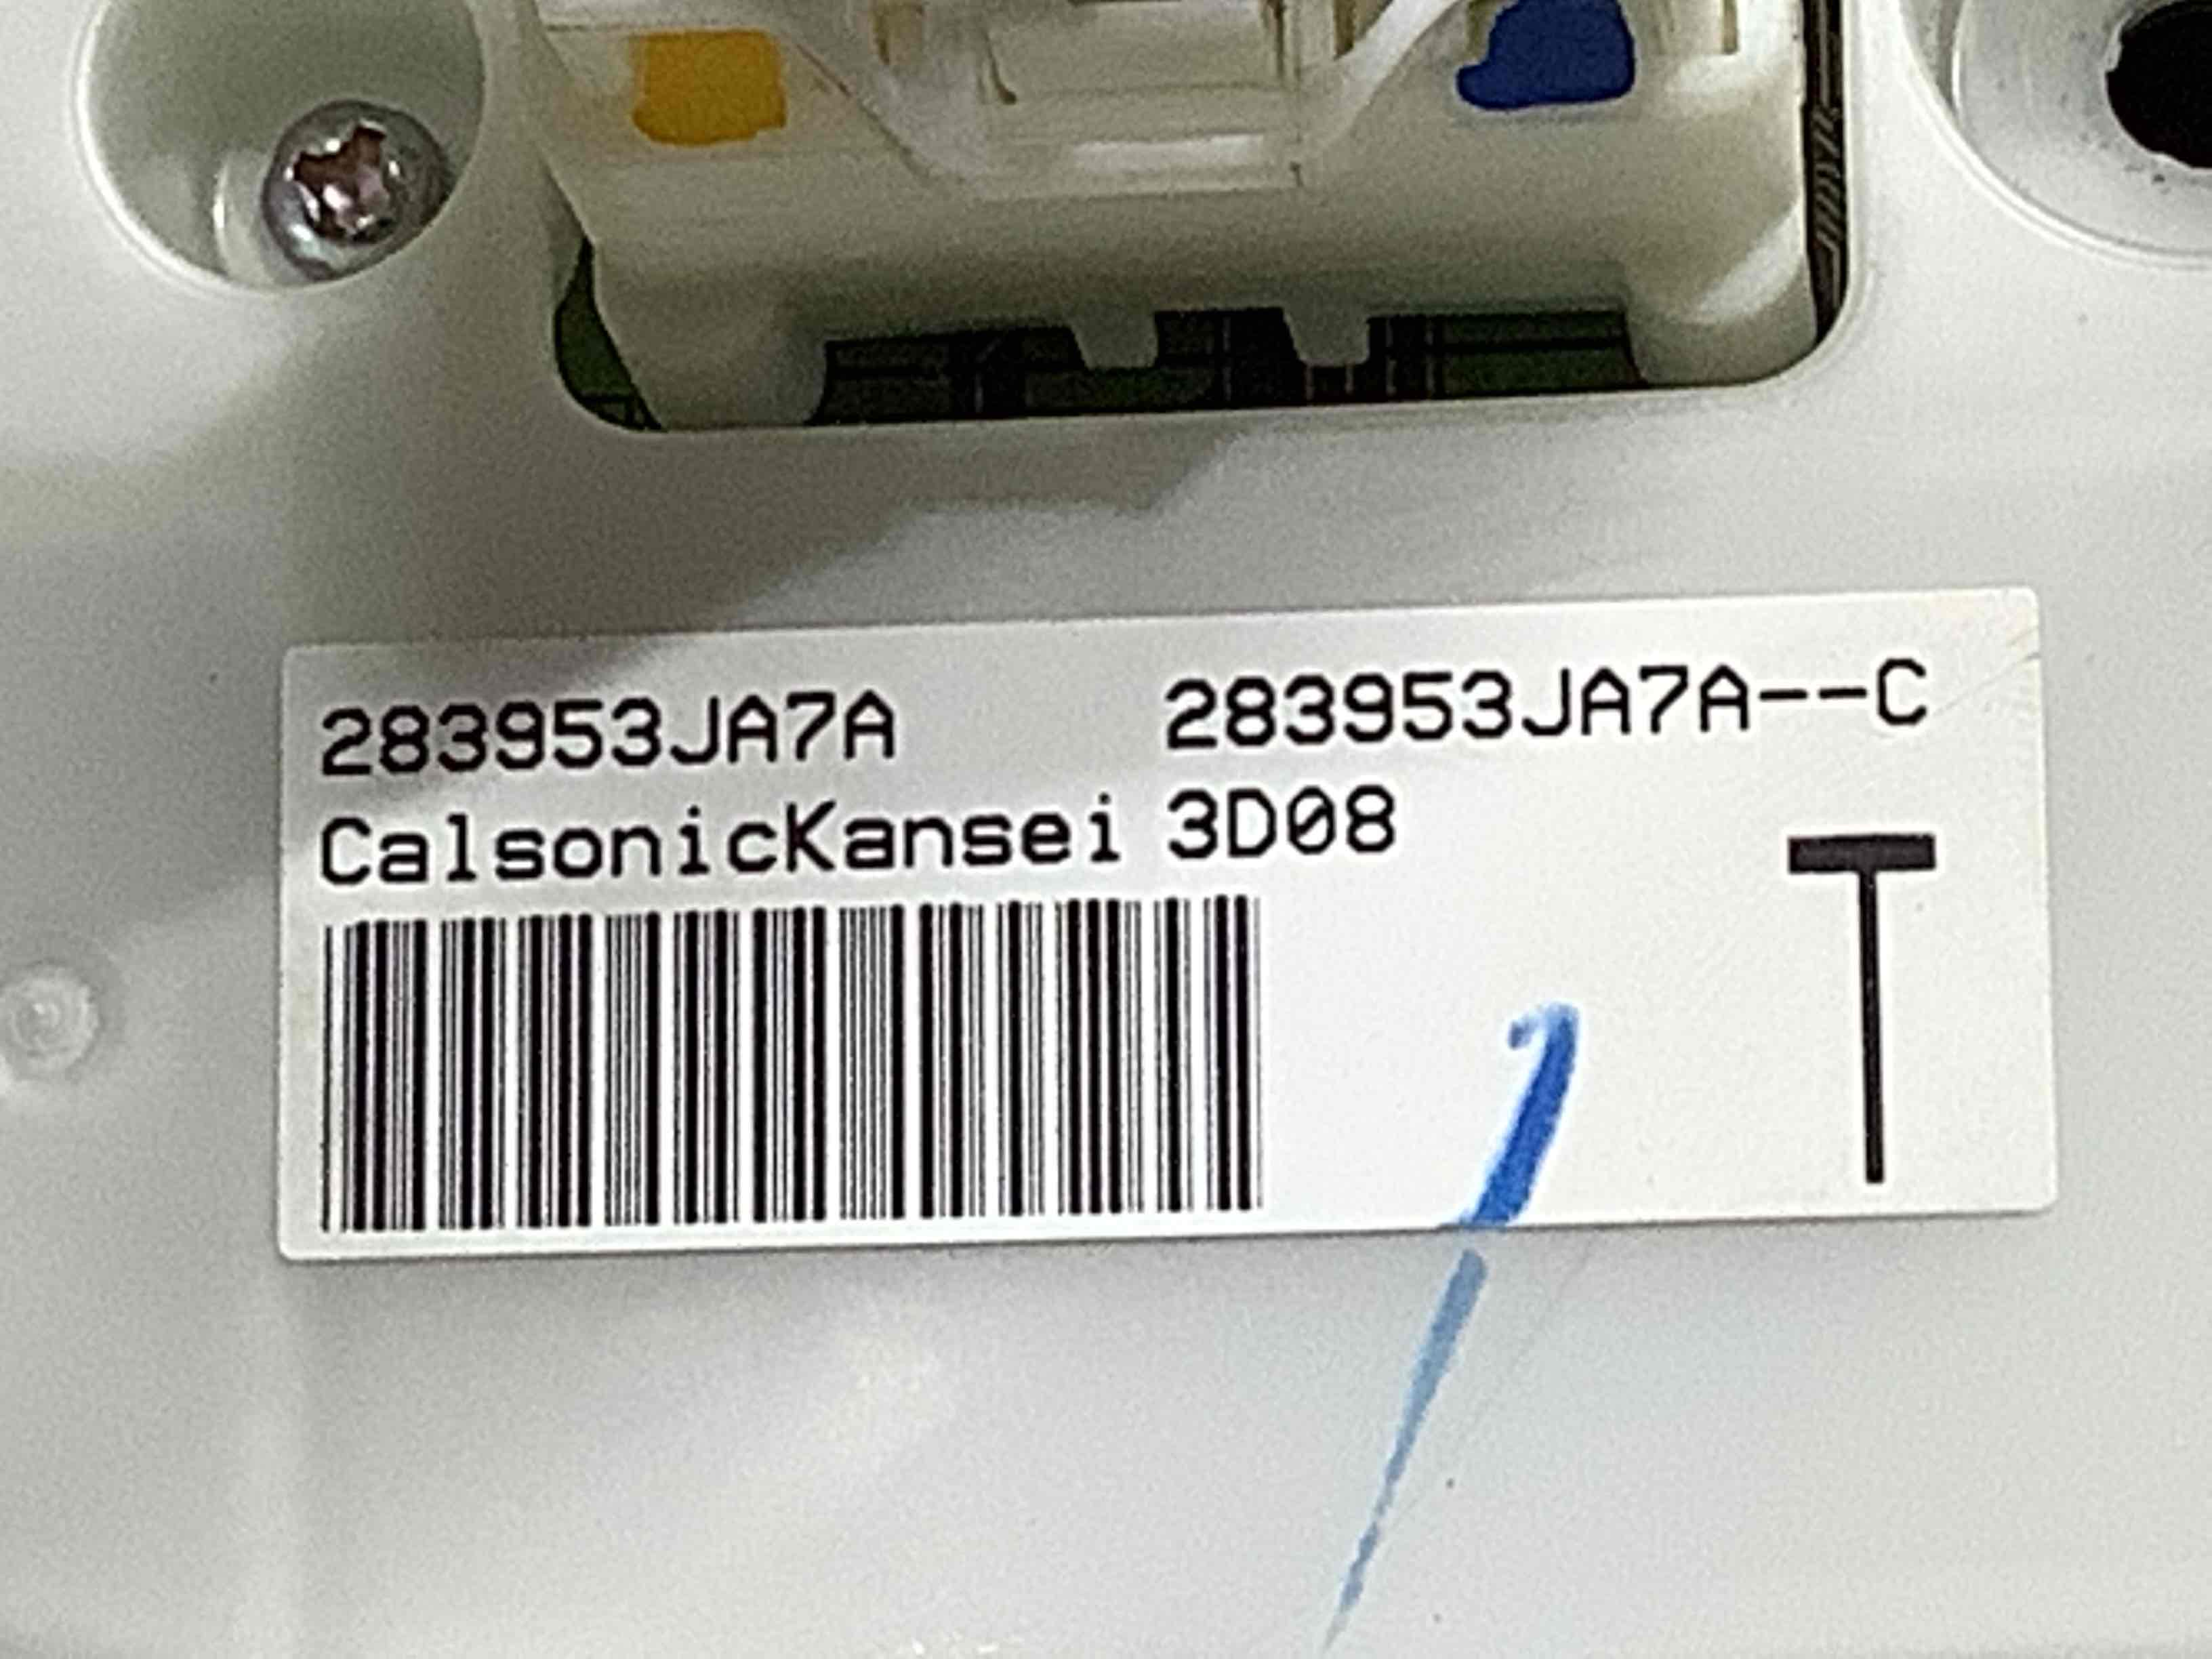 283953JA7A 283953JA7A--C
CalsonicKansei 3D08
T